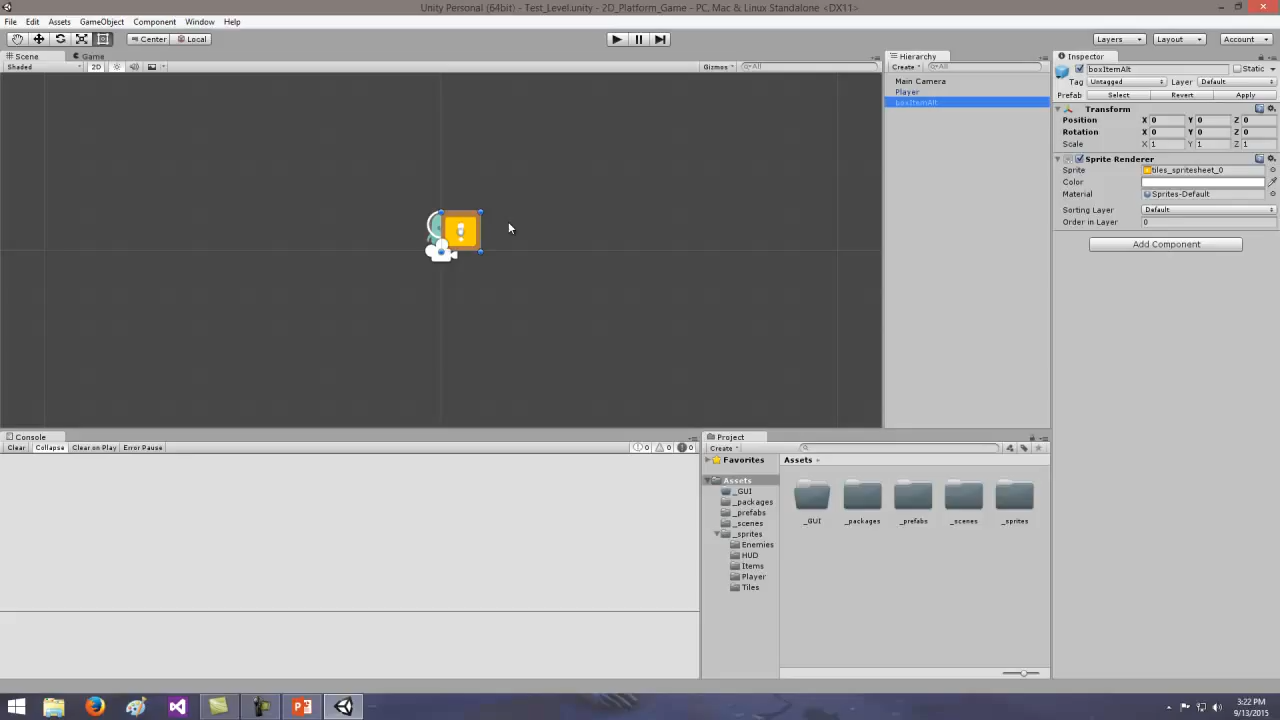 Unity Personal (64bit) - Test_Level.unity - 2D_Platform_Game - PC, Mac & Linux Standalone <DX11>
File Edit Assets GameObject Component Window Help
Center Local Layers Layout Account
Scene Game
Shaded 2D Gizmos All
Hierarchy
Create All
Main Camera
Player
boxItemAlt
Inspector
boxItemAlt Static
Tag Untagged Layer Default
Prefab Select Revert Apply
Transform
Position X 0 Y 0 Z 0
Rotation X 0 Y 0 Z 0
Scale X 1 Y 1 Z 1
Sprite Renderer
Sprite tiles_spritesheet_0
Color
Material Sprites-Default
Sorting Layer Default
Order in Layer 0
Add Component
Console
Clear Collapse Clear on Play Error Pause 0 0 0
Project
Create
Favorites
Assets
_GUI
_packages
_prefabs
_scenes
_sprites
Enemies
HUD
Items
Player
Tiles
Assets
_GUI _packages _prefabs _scenes _sprites
3:22 PM
9/13/2015